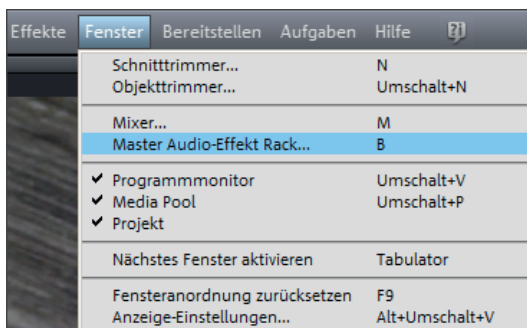 Effekte Fenster Bereitstellen Aufgaben Hilfe
Schnitttrimmer... N
Objekttrimmer... Umschalt+N
Mixer... M
Master Audio-Effekt Rack... B
Programmmonitor Umschalt+V
Media Pool Umschalt+P
Projekt
Nächstes Fenster aktivieren Tabulator
Fensteranordnung zurücksetzen F9
Anzeige-Einstellungen... Alt+Umschalt+V